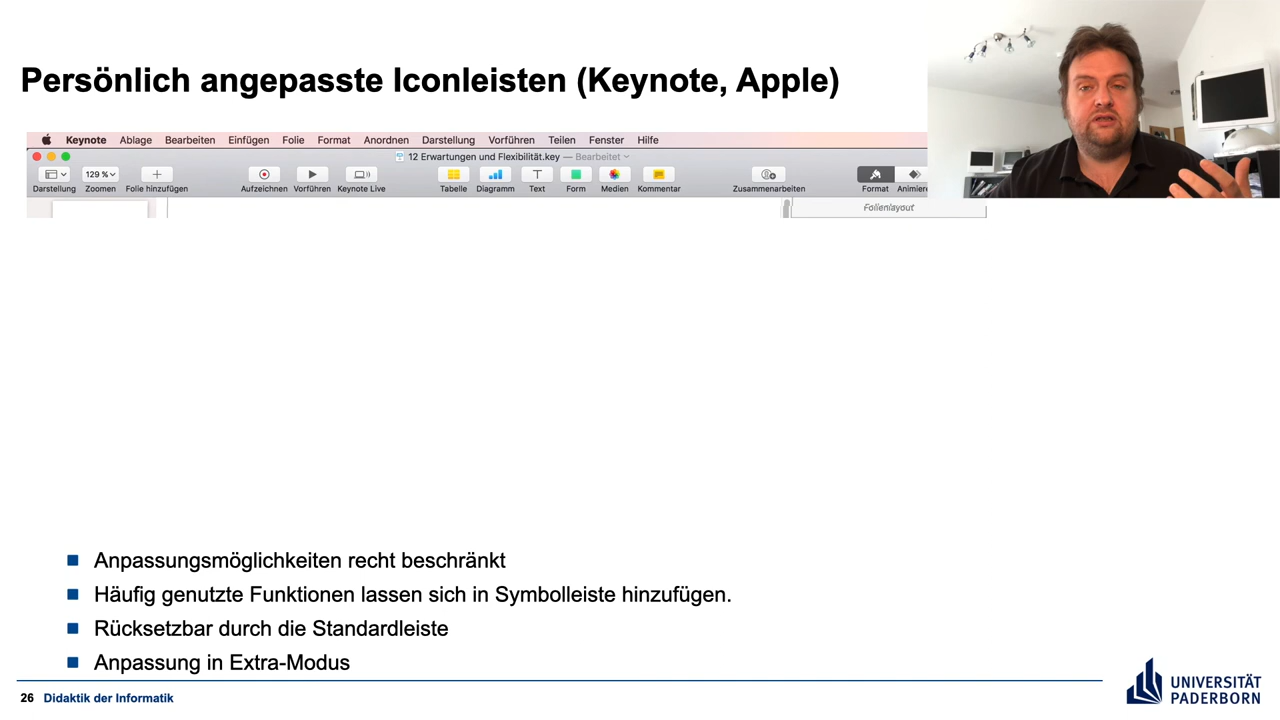 Persönlich angepasste Iconleisten (Keynote, Apple)
Keynote Ablage Bearbeiten Einfügen Folie Format Anordnen Darstellung Vorführen Teilen Fenster Hilfe
12 Erwartungen und Flexibilität.key — Bearbeitet
129 %
Darstellung Zoomen Folie hinzufügen Aufzeichnen Vorführen Keynote Live Tabelle Diagramm Text Form Medien Kommentar Zusammenarbeiten Format Animiere
Folienlayout
Anpassungsmöglichkeiten recht beschränkt
Häufig genutzte Funktionen lassen sich in Symbolleiste hinzufügen.
Rücksetzbar durch die Standardleiste
Anpassung in Extra-Modus
26 Didaktik der Informatik
UNIVERSITÄT
PADERBORN